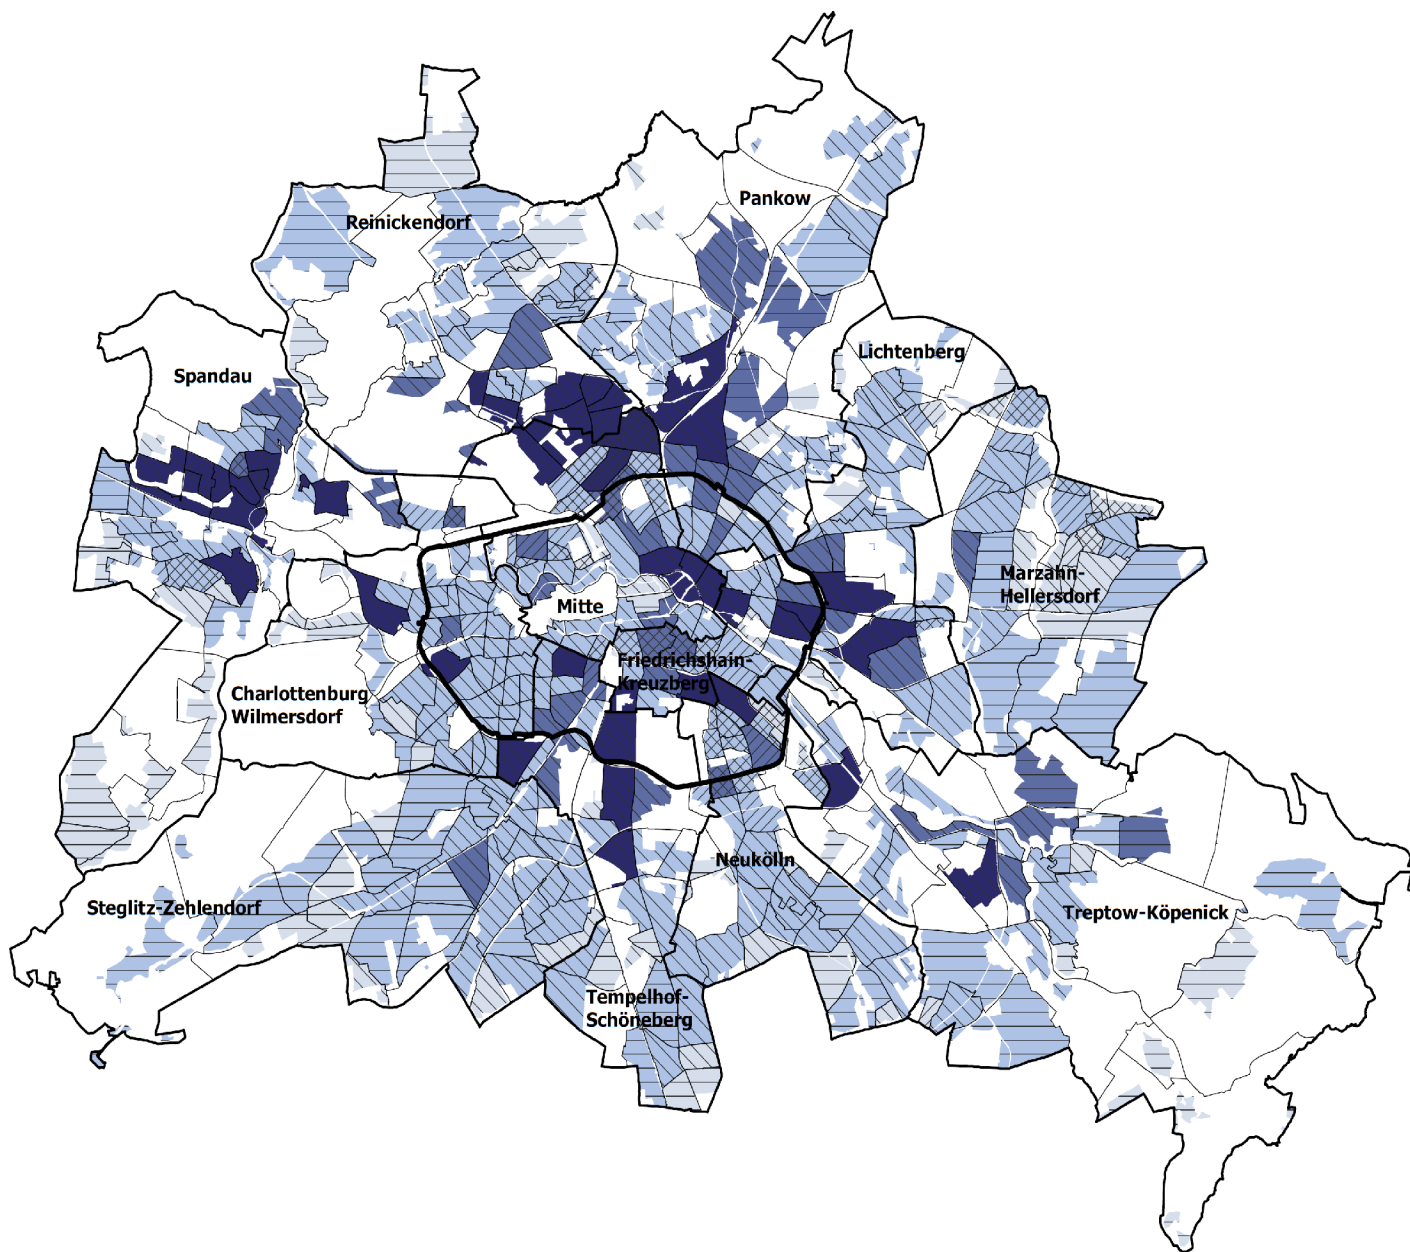 Pankow
Reinickendorf
Lichtenberg
Spandau
Marzahn-
Hellersdorf
Mitte
Friedrichshain-
Kreuzberg
Charlottenburg
Wilmersdorf
Neukölln
Steglitz-Zehlendorf
Treptow-Köpenick
Tempelhof-
Schöneberg